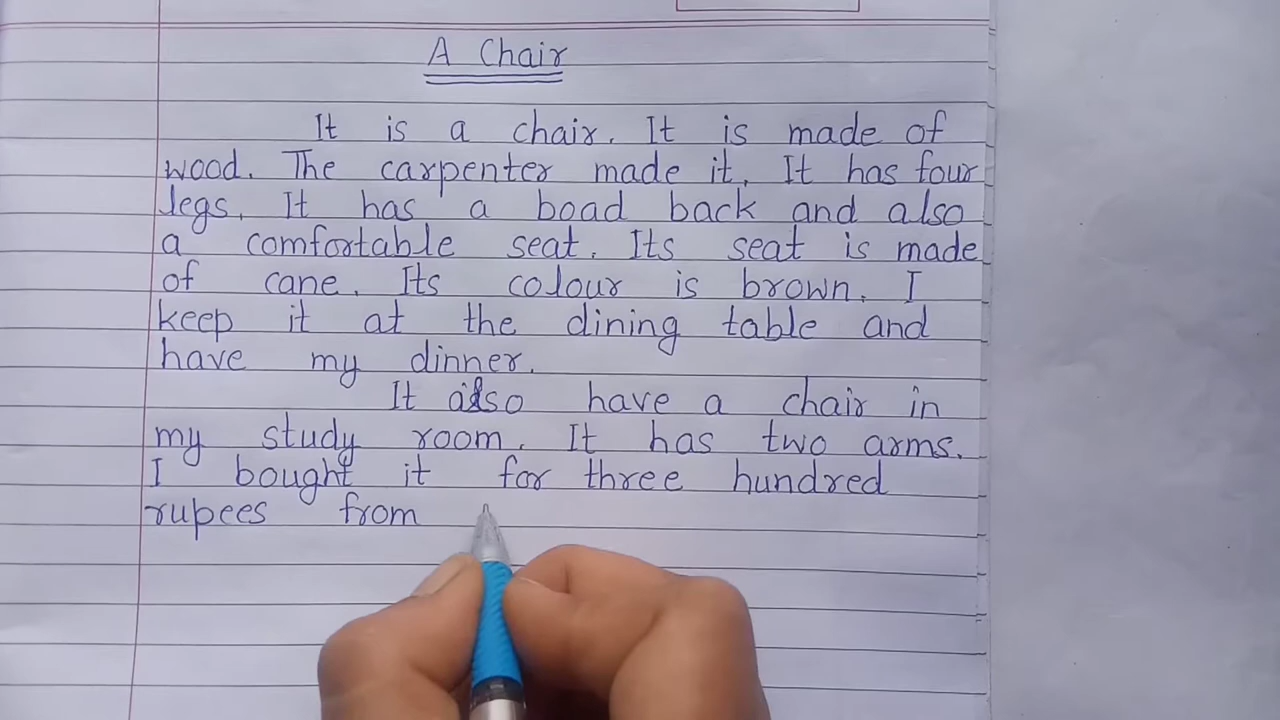 A Chair
It is a chair. It is made of
wood. The carpenter made it. It has four
legs. It has a boad back and also
a comfortable seat. Its seat is made
of cane. Its colour is brown. I
keep it at the dining table and
have my dinner.
It also have a chair in
my study room. It has two arms.
I bought it for three hundred
rupees from